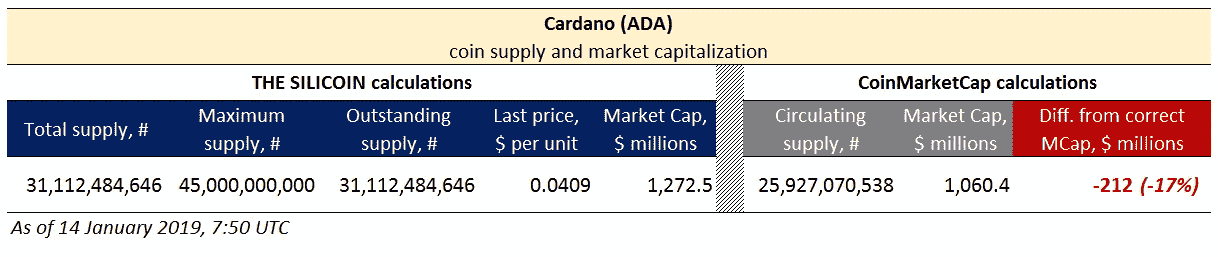 Cardano (ADA)
coin supply and market capitalization
THE SILICOIN calculations
CoinMarketCap calculations
Total supply, #
Maximum
supply, #
Outstanding
supply, #
Last price,
$ per unit
Market Cap,
$ millions
Circulating
supply, #
Market Cap,
$ millions
Diff. from correct
MCap, $ millions
31,112,484,646
45,000,000,000
31,112,484,646
0.0409
1,272.5
25,927,070,538
1,060.4
-212 (-17%)
As of 14 January 2019, 7:50 UTC